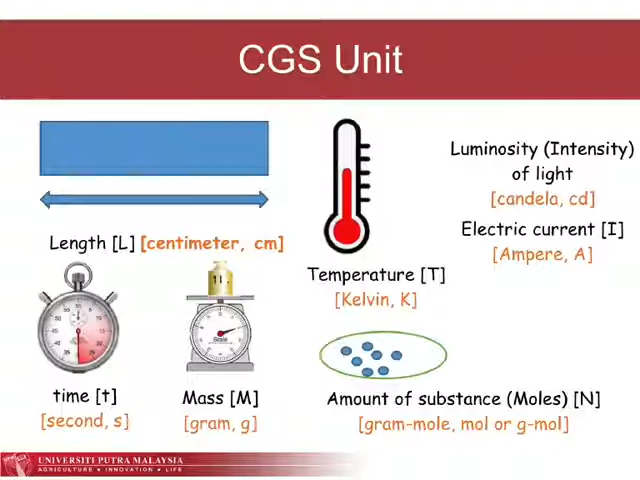 CGS Unit
Length [L] [centimeter, cm]
Temperature [T]
[Kelvin, K]
Luminosity (Intensity)
of light
[candela, cd]
Electric current [I]
[Ampere, A]
time [t]
[second, s]
Mass [M]
[gram, g]
Amount of substance (Moles) [N]
[gram-mole, mol or g-mol]
UNIVERSITI PUTRA MALAYSIA
AGRICULTURE • INNOVATION • LIFE